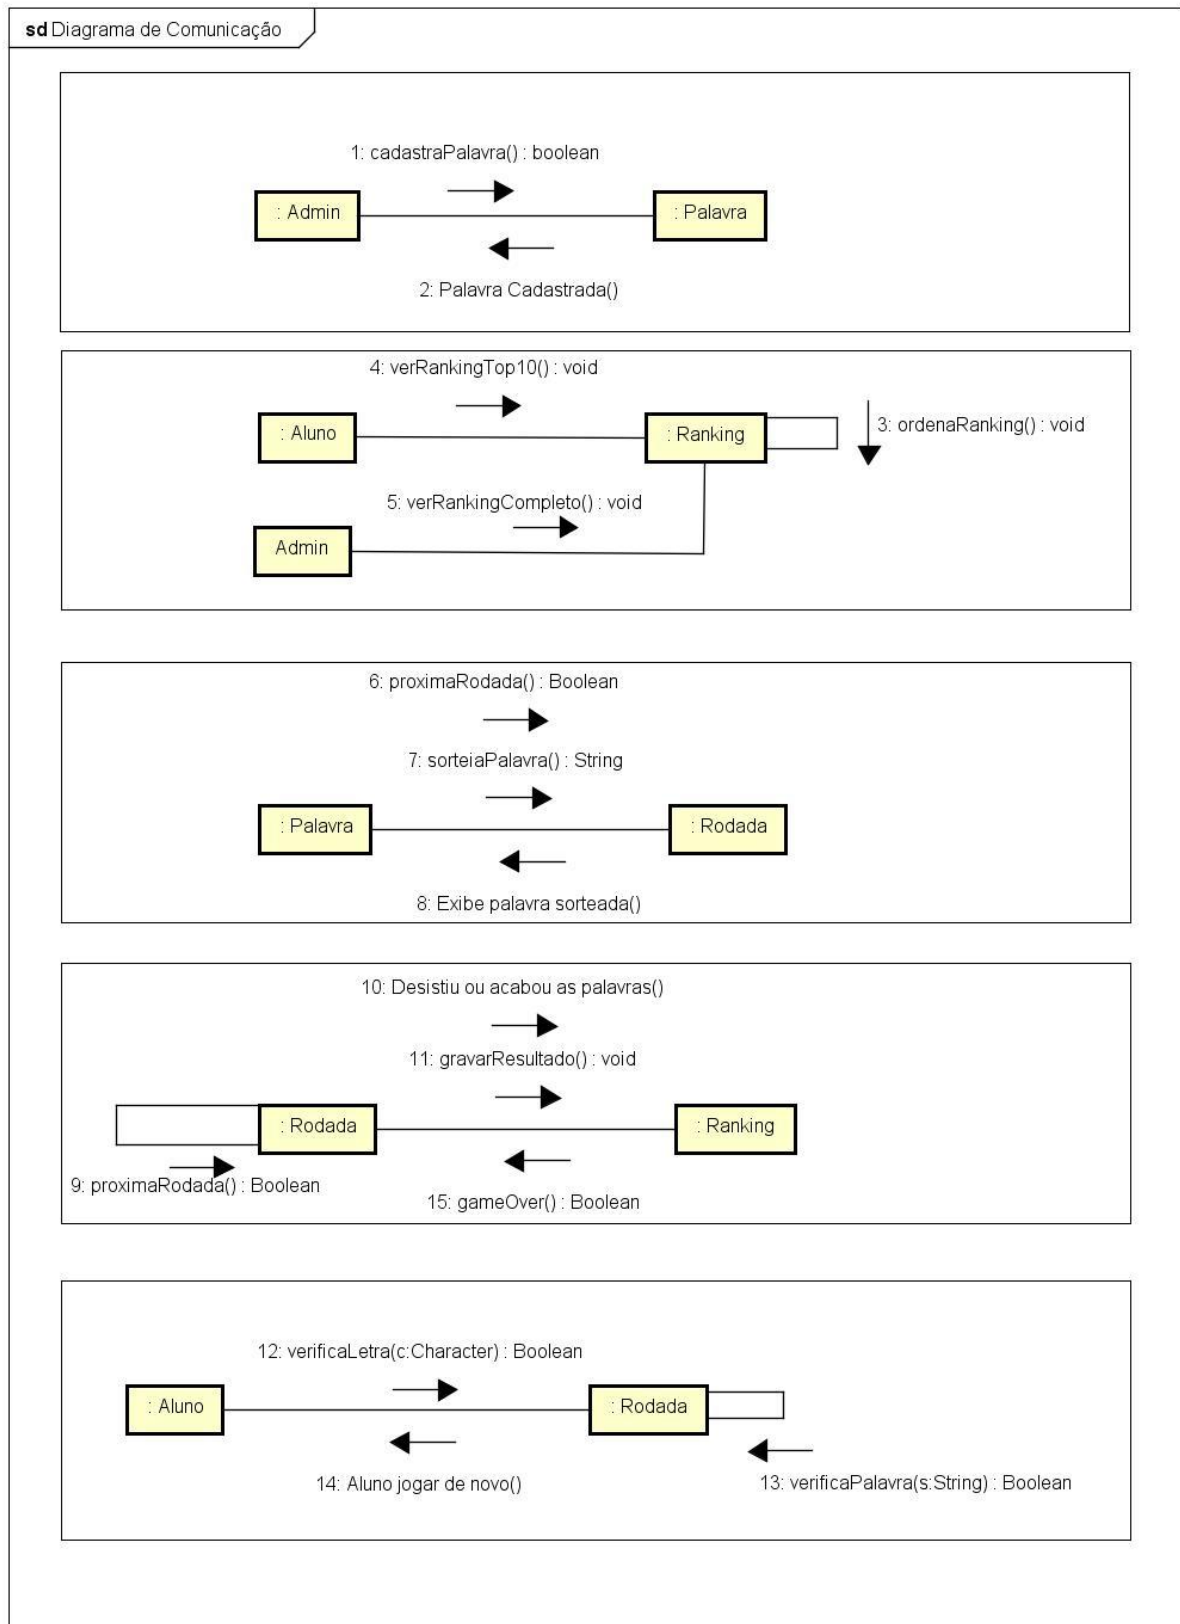 sd Diagrama de Comunicação
1: cadastraPalavra() : boolean
: Admin
: Palavra
2: Palavra Cadastrada()
4: verRankingTop10() : void
: Aluno
: Ranking
3: ordenaRanking() : void
5: verRankingCompleto() : void
Admin
6: proximaRodada() : Boolean
7: sorteiaPalavra() : String
: Palavra
: Rodada
8: Exibe palavra sorteada()
10: Desistiu ou acabou as palavras()
11: gravarResultado() : void
: Rodada
: Ranking
9: proximaRodada() : Boolean
15: gameOver() : Boolean
12: verificaLetra(c:Character) : Boolean
: Aluno
: Rodada
14: Aluno jogar de novo()
13: verificaPalavra(s:String) : Boolean